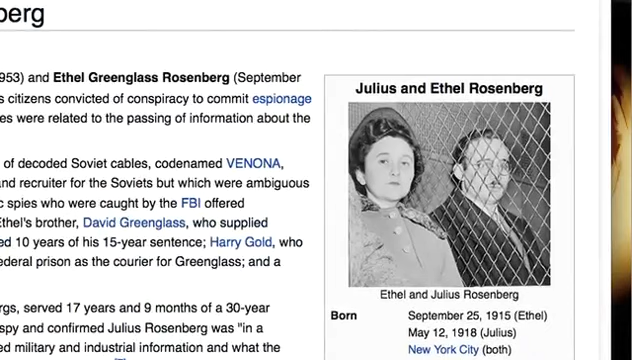 berg
953) and Ethel Greenglass Rosenberg (September
s citizens convicted of conspiracy to commit espionage
es were related to the passing of information about the
of decoded Soviet cables, codenamed VENONA,
and recruiter for the Soviets but which were ambiguous
c spies who were caught by the FBI offered
Ethel's brother, David Greenglass, who supplied
ed 10 years of his 15-year sentence; Harry Gold, who
ederal prison as the courier for Greenglass; and a
rgs, served 17 years and 9 months of a 30-year
spy and confirmed Julius Rosenberg was "in a
ed military and industrial information and what the
Julius and Ethel Rosenberg
Ethel and Julius Rosenberg
Born September 25, 1915 (Ethel)
May 12, 1918 (Julius)
New York City (both)